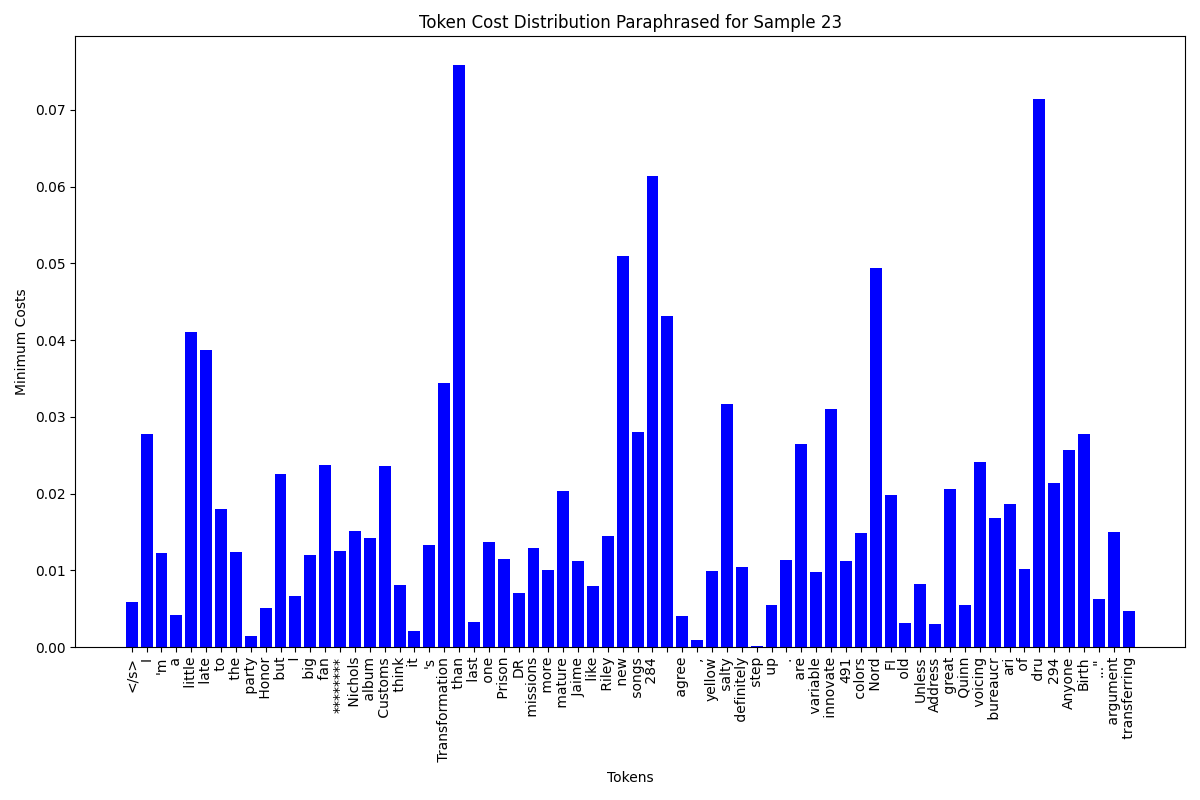 Token Cost Distribution Paraphrased for Sample 23
Minimum Costs
0.07
0.06
0.05
0.04
0.03
0.02
0.01
0.00
</s>
I
'm
a
little
late
to
the
party
Honor
but
I
big
fan
********
Nichols
album
Customs
think
it
's
Transformation
than
last
one
Prison
DR
missions
more
mature
Jaime
like
Riley
new
songs
284
agree
,
yellow
salty
definitely
step
up
.
are
variable
innovate
491
colors
Nord
FI
old
Unless
Address
great
Quinn
voicing
bureaucr
ari
of
dru
294
Anyone
Birth
"...
argument
transferring
Tokens